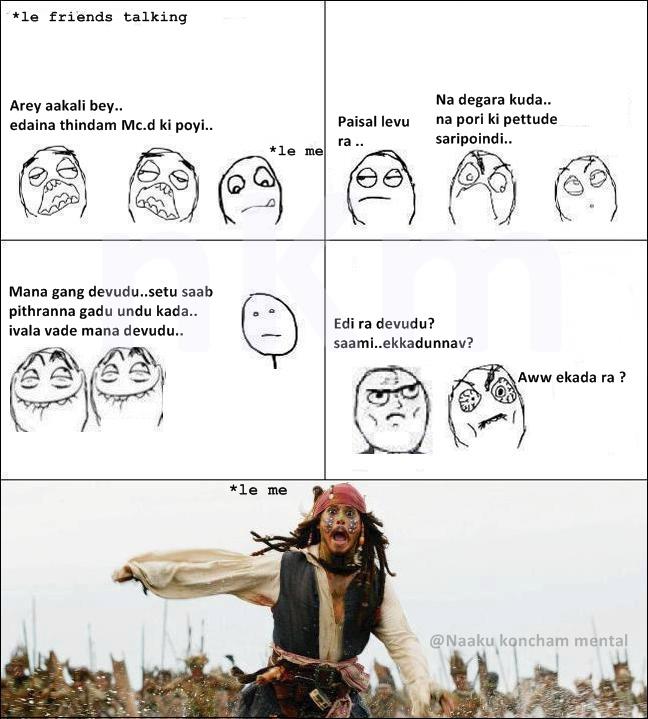 *le friends talking
Arey aakali bey..
edaina thindam Mc.d ki poyi..
*le me
Paisal levu
ra ..
Na degara kuda..
na pori ki pettude
saripoindi..
Mana gang devudu..setu saab
pithranna gadu undu kada..
ivala vade mana devudu..
Edi ra devudu?
saami..ekkadunnav?
Aww ekada ra ?
*le me
@Naaku koncham mental
nkm